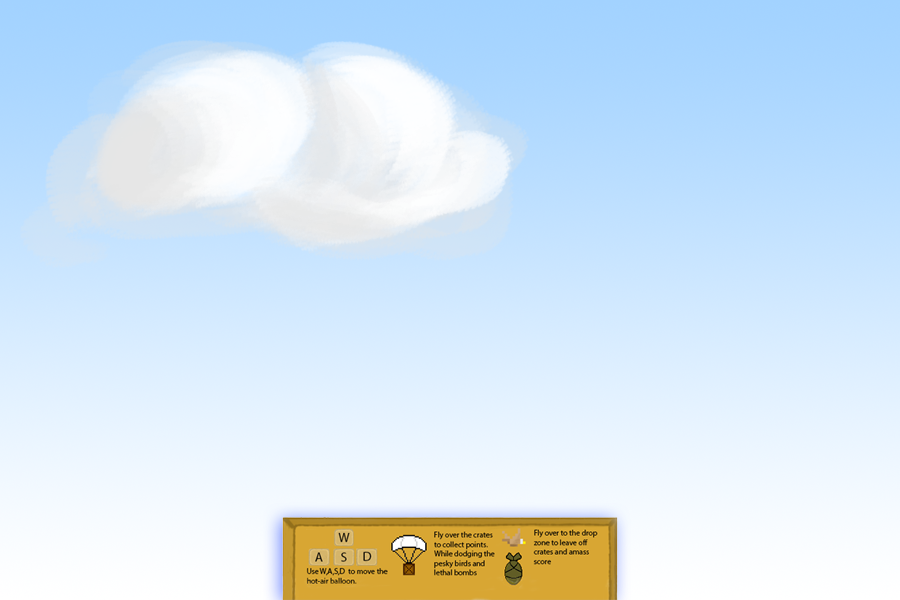 W
A S D
Use W,A,S,D to move the
hot-air balloon.
Fly over the crates
to collect points.
While dodging the
pesky birds and
lethal bombs
Fly over to the drop
zone to leave off
crates and amass
score